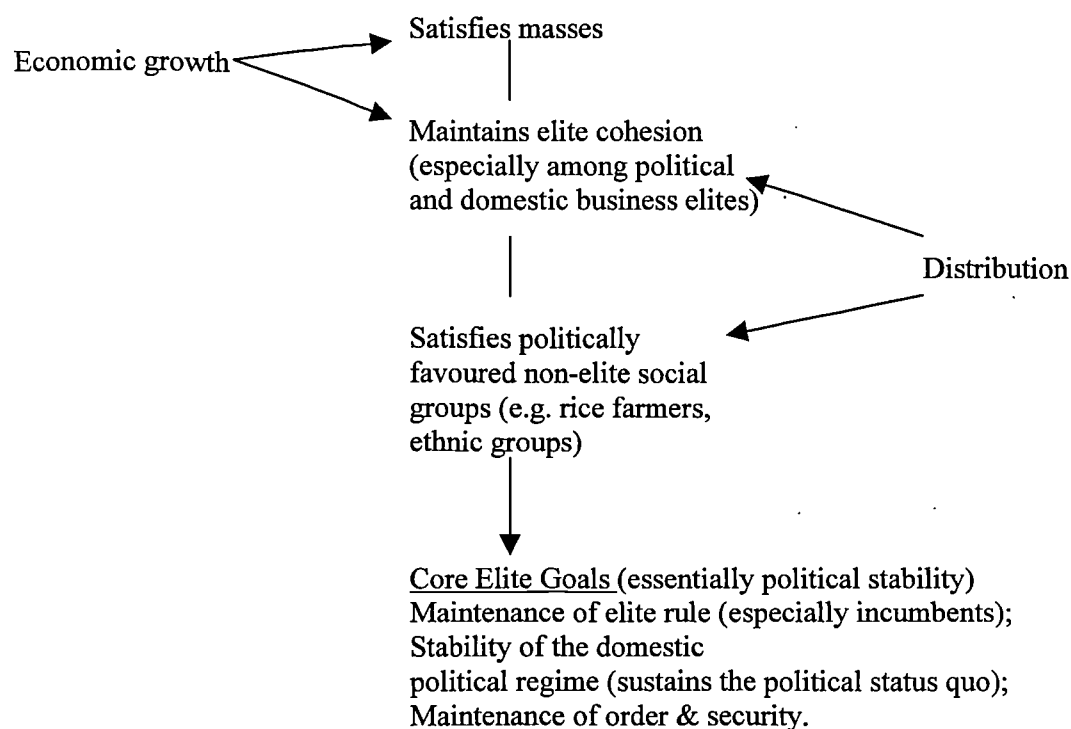 Satisfies masses
Economic growth
Maintains elite cohesion
(especially among political
and domestic business elites)
Distribution
Satisfies politically
favoured non-elite social
groups (e.g. rice farmers,
ethnic groups)
Core Elite Goals (essentially political stability)
Maintenance of elite rule (especially incumbents);
Stability of the domestic
political regime (sustains the political status quo);
Maintenance of order & security.